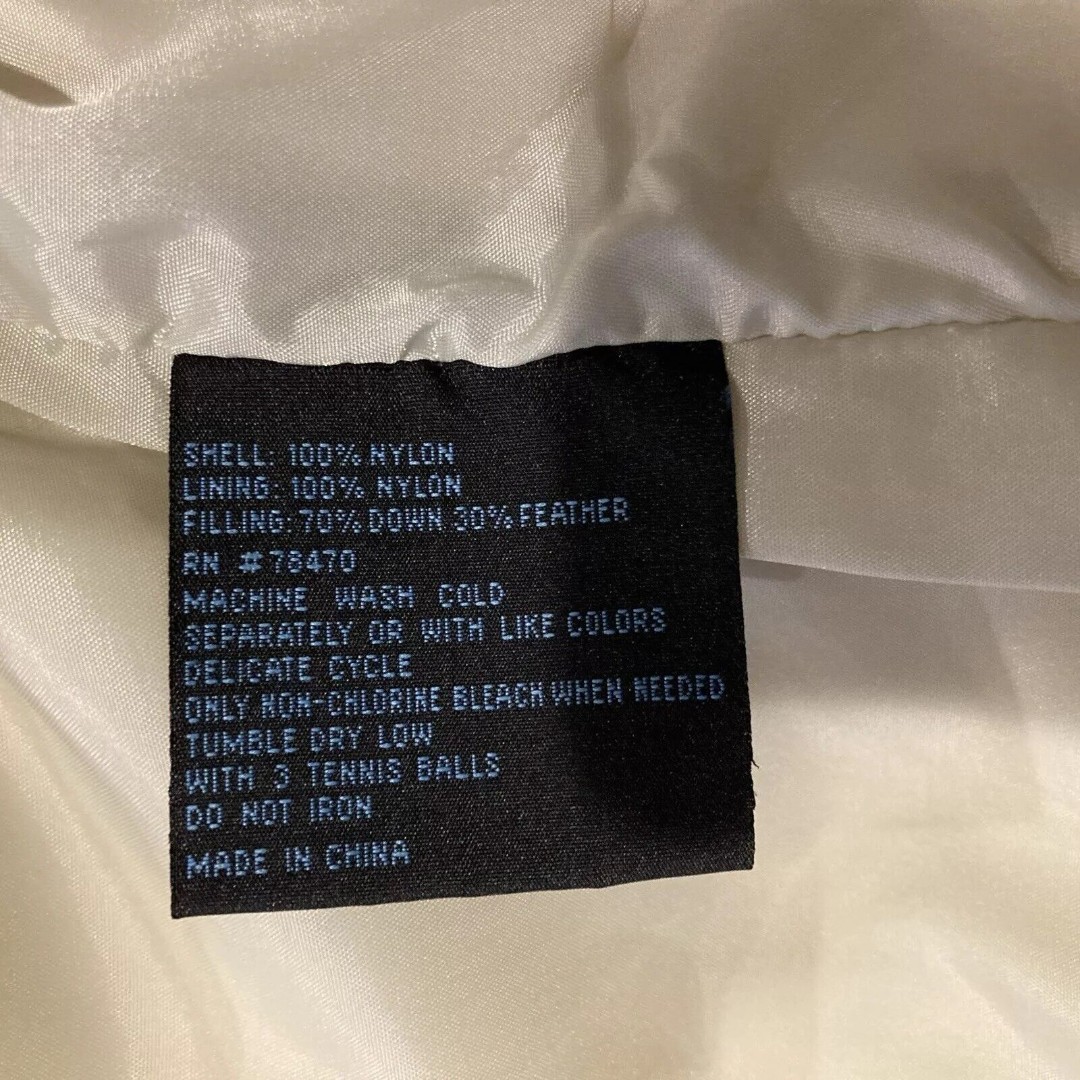 SHELL: 100% NYLON
LINING: 100% NYLON
FILLING: 70% DOWN 30% FEATHER
RN #78470
MACHINE WASH COLD
SEPARATELY OR WITH LIKE COLORS
DELICATE CYCLE
ONLY NON-CHLORINE BLEACH WHEN NEEDED
TUMBLE DRY LOW
WITH 3 TENNIS BALLS
DO NOT IRON
MADE IN CHINA